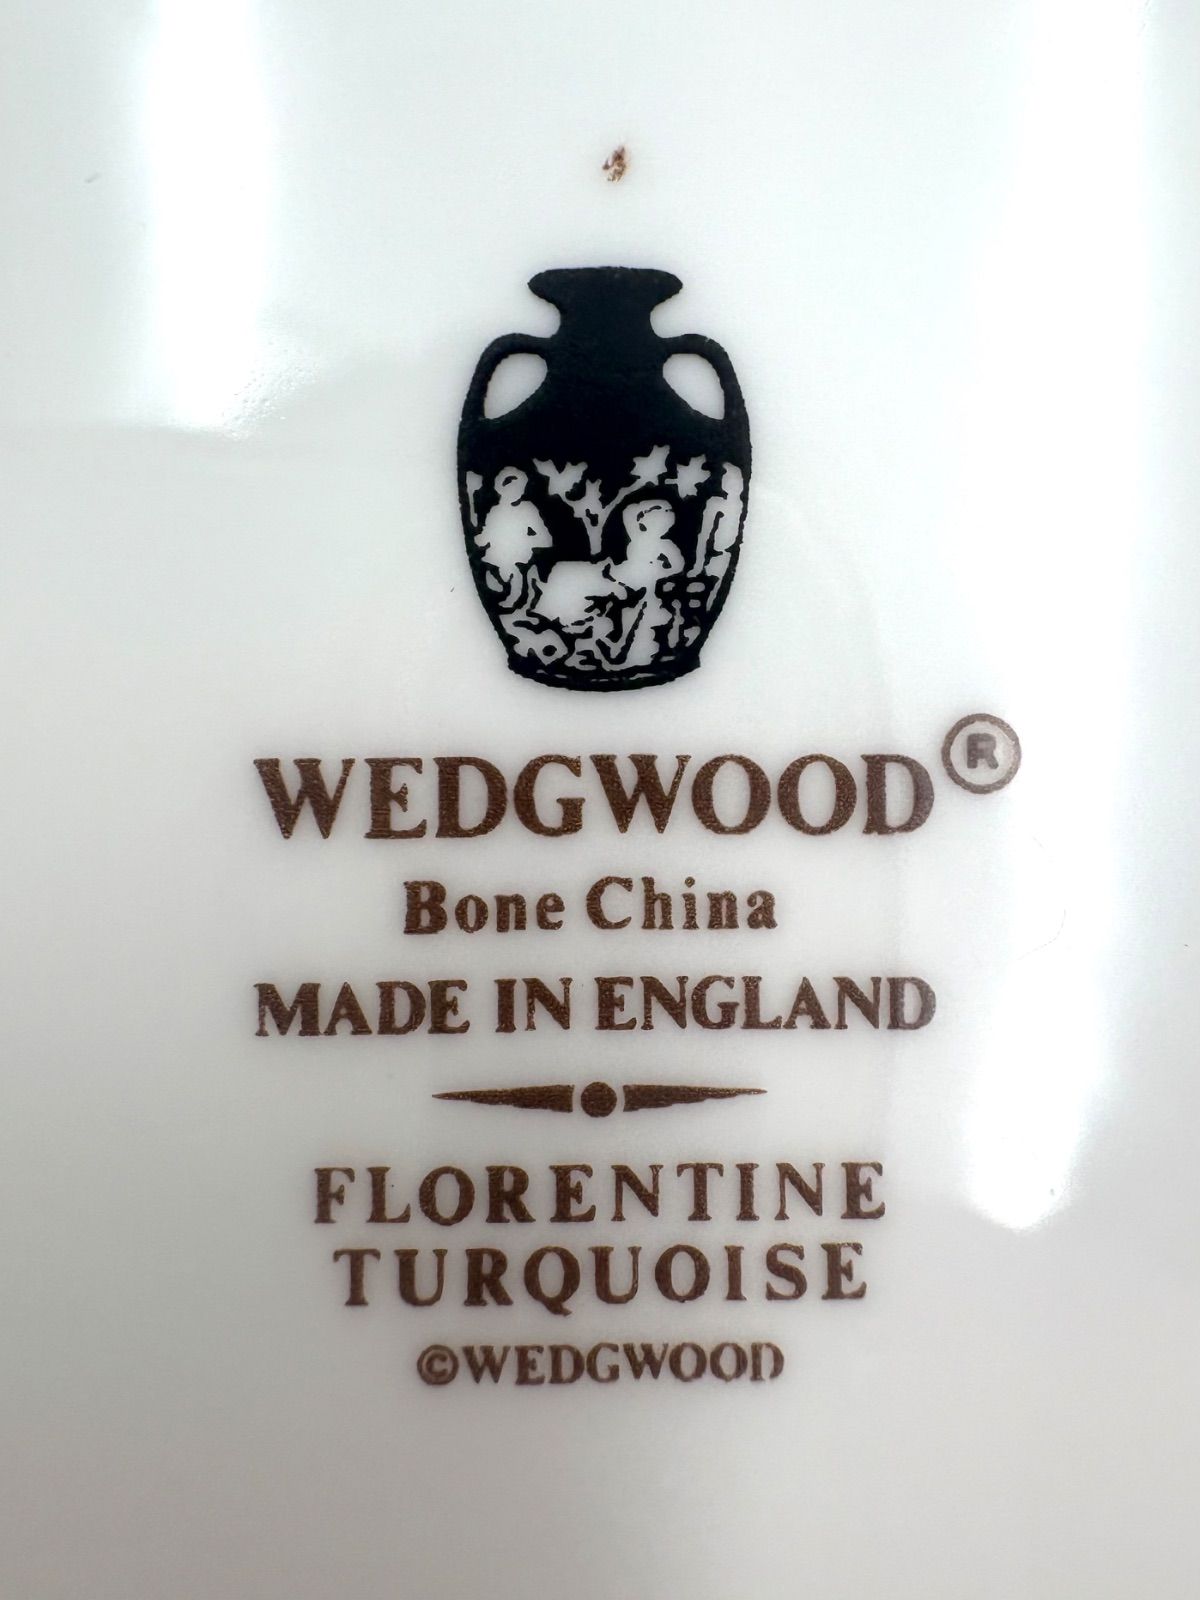 WEDGWOOD®
Bone China
MADE IN ENGLAND
FLORENTINE
TURQUOISE
©WEDGWOOD